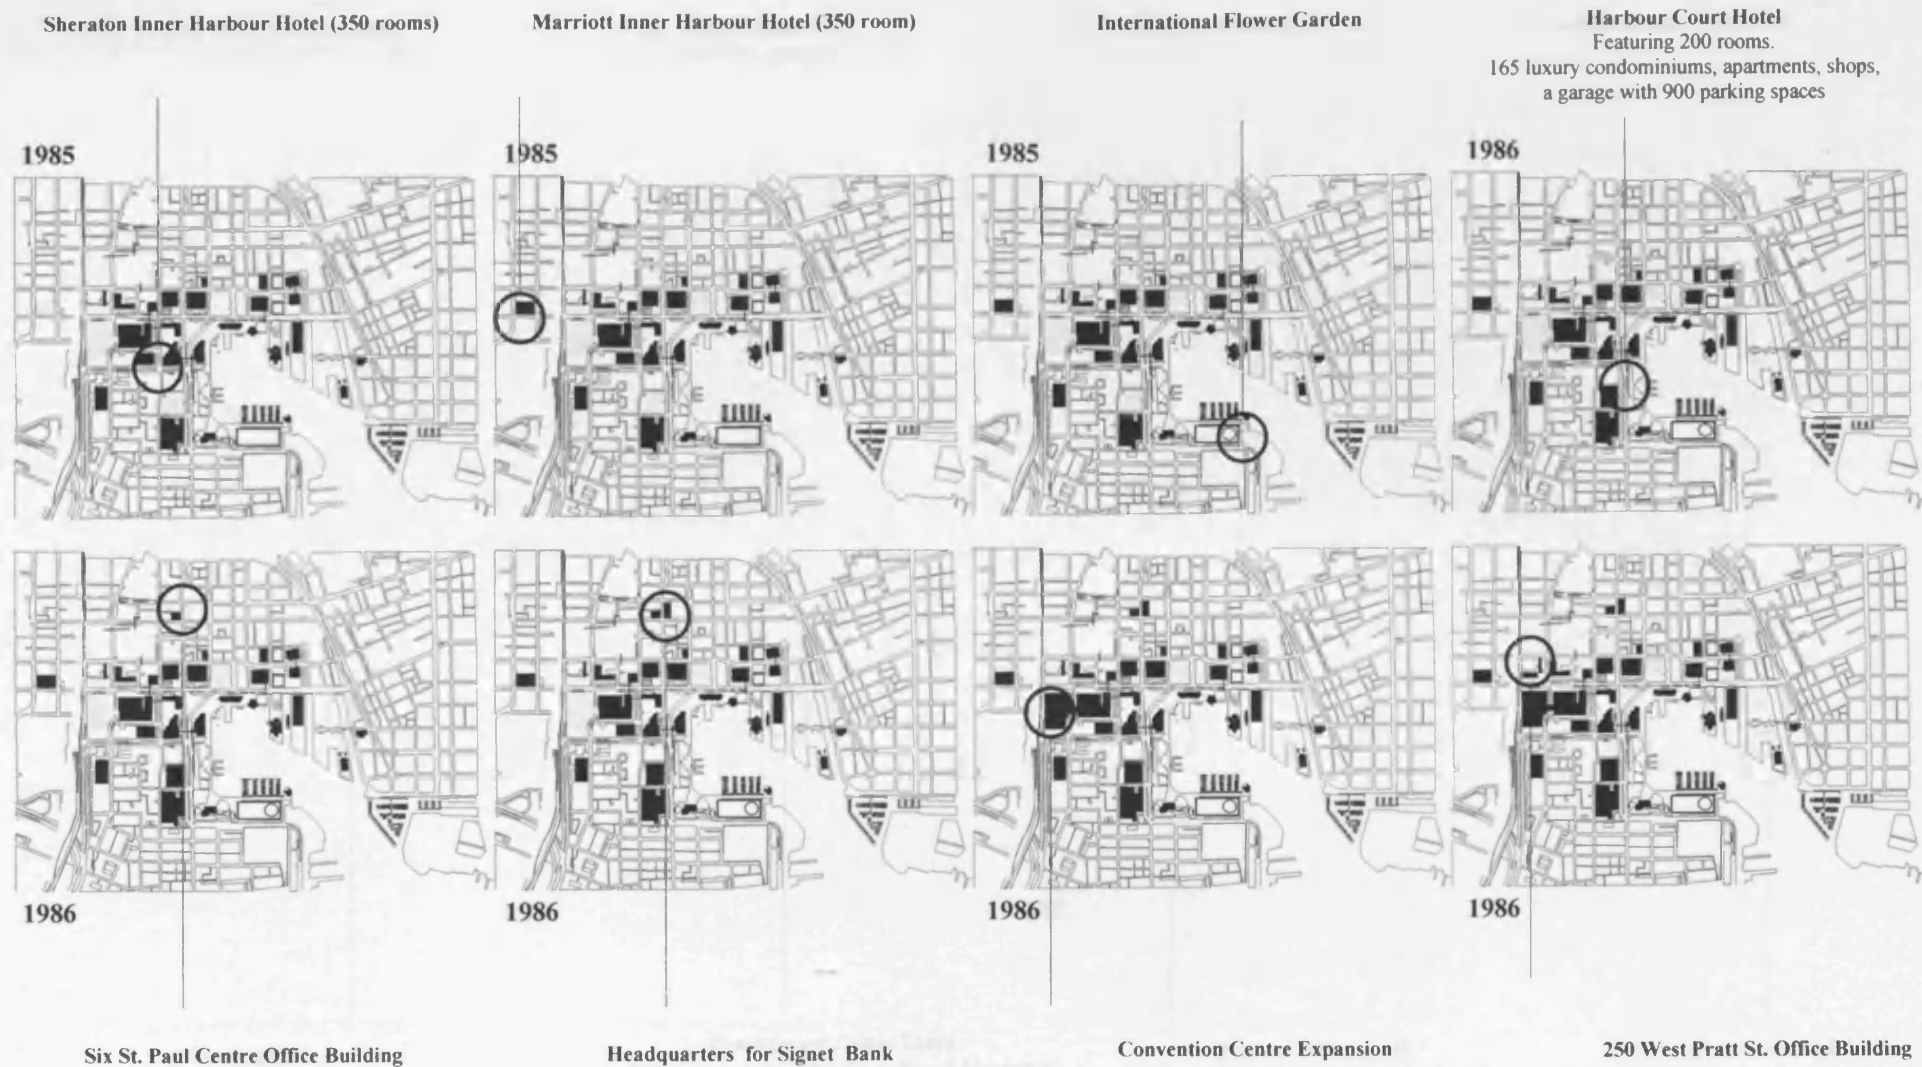 Sheraton Inner Harbour Hotel (350 rooms)
Marriott Inner Harbour Hotel (350 room)
International Flower Garden
Harbour Court Hotel
Featuring 200 rooms.
165 luxury condominiums, apartments, shops,
a garage with 900 parking spaces
1985
1985
1985
1986
1986
1986
1986
1986
Six St. Paul Centre Office Building
Headquarters for Signet Bank
Convention Centre Expansion
250 West Pratt St. Office Building